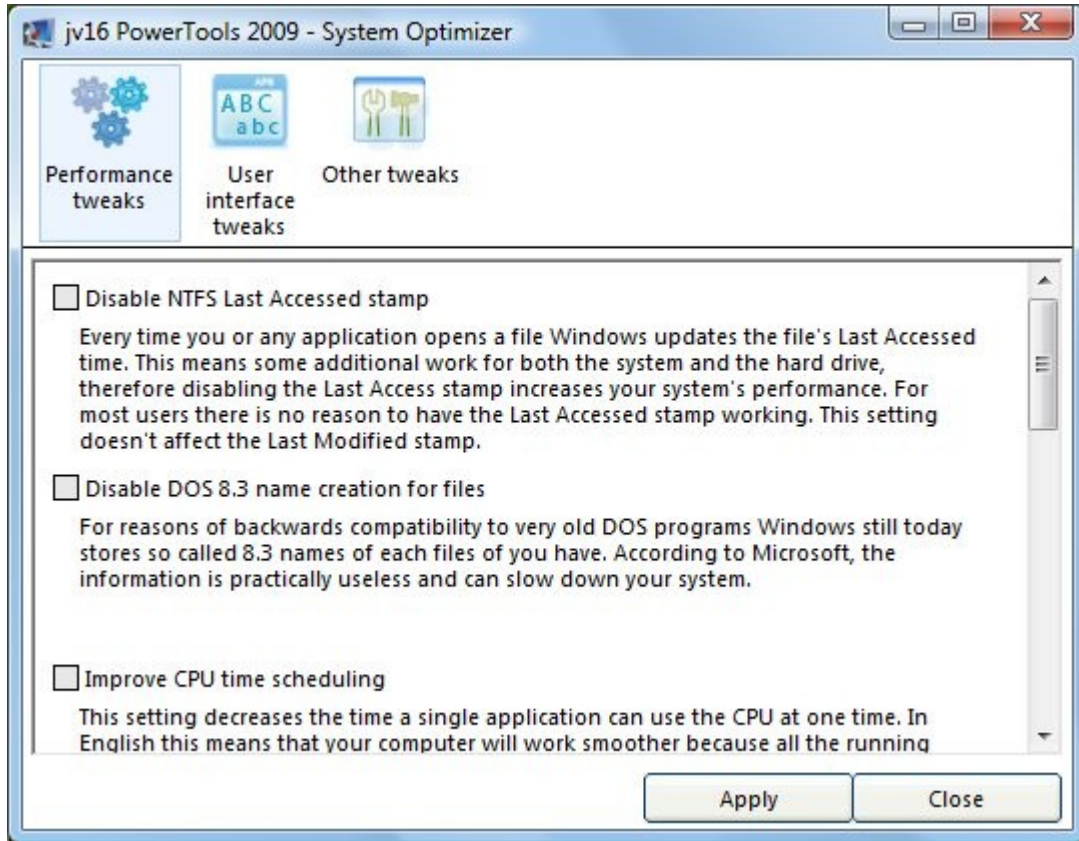 jv16 PowerTools 2009 - System Optimizer
ABC
abc
Performance
tweaks
User
interface
tweaks
Other tweaks
Disable NTFS Last Accessed stamp
Every time you or any application opens a file Windows updates the file's Last Accessed
time. This means some additional work for both the system and the hard drive,
therefore disabling the Last Access stamp increases your system's performance. For
most users there is no reason to have the Last Accessed stamp working. This setting
doesn't affect the Last Modified stamp.
Disable DOS 8.3 name creation for files
For reasons of backwards compatibility to very old DOS programs Windows still today
stores so called 8.3 names of each files of you have. According to Microsoft, the
information is practically useless and can slow down your system.
Improve CPU time scheduling
This setting decreases the time a single application can use the CPU at one time. In
English this means that your computer will work smoother because all the running
Apply
Close